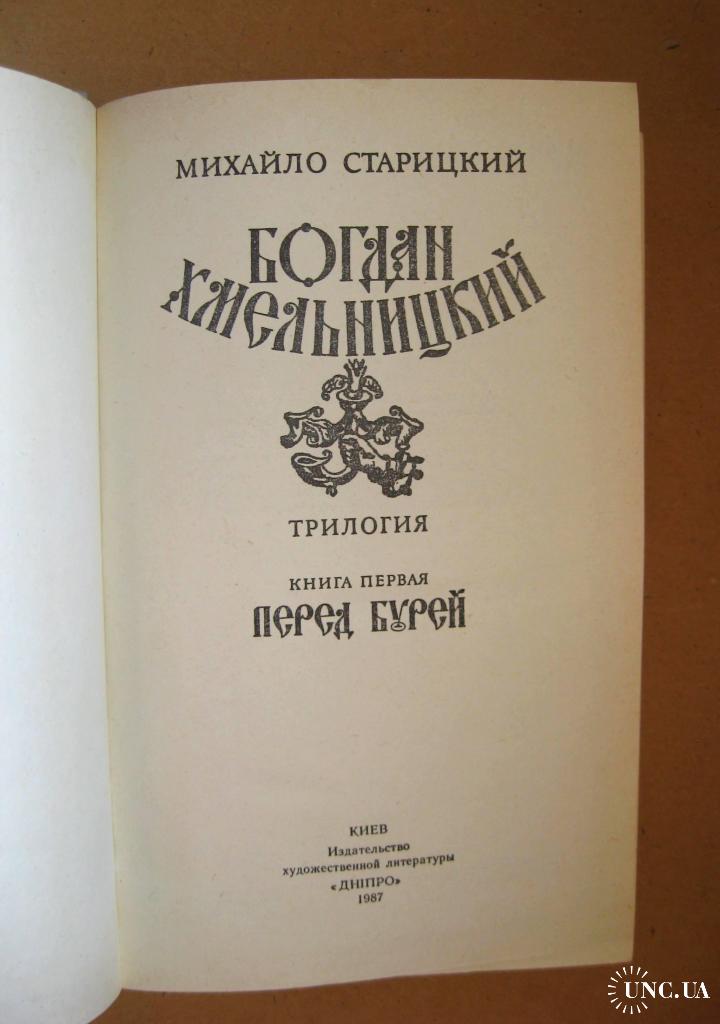 МИХАЙЛО СТАРИЦКИЙ
БОГДАН
ХМЕЛЬНИЦКИЙ
ТРИЛОГИЯ
КНИГА ПЕРВАЯ
ПЕРЕД БУРЕЙ
КИЕВ
Издательство
художественной литературы
«ДНІПРО»
1987
UNC.UA